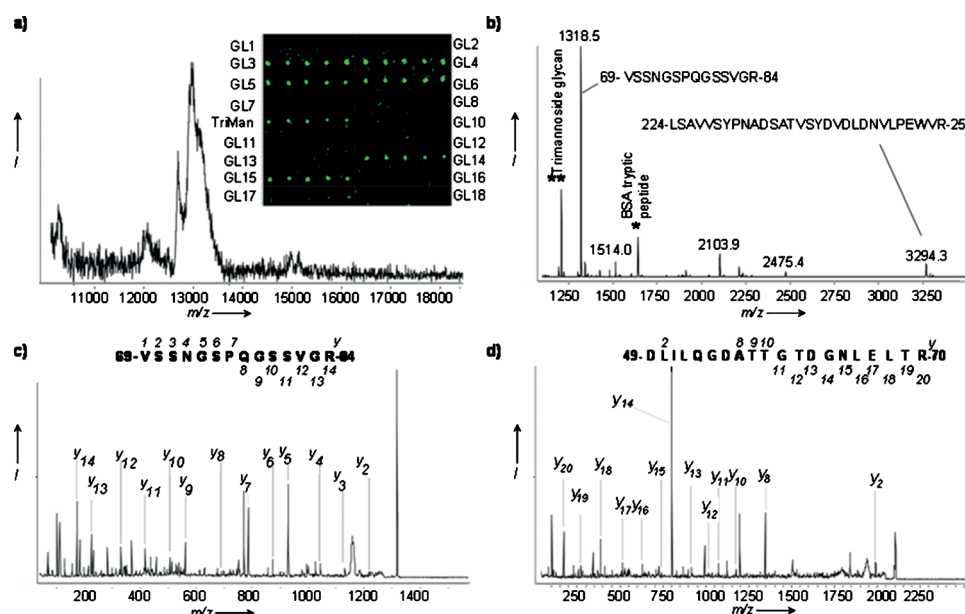 a)
GL1
GL2
GL3
GL4
GL5
GL6
GL7
GL8
TriMan
GL10
GL11
GL12
GL13
GL14
GL15
GL16
GL17
GL18
I
11000 12000 13000 14000 15000 16000 17000 18000
m/z
b)
1318.5
69- VSSNGSPQGSSVGR-84
224-LSAVVSYPNADSATVSYDVDLDNVLPEWVR-25
**Trimannoside glycan
* BSA tryptic peptide
1514.0
2103.9
2475.4
3294.3
I
1250 1500 1750 2000 2250 2500 2750 3000 3250
m/z
c)
1 2 3 4 5 6 7 y
69-V S S N G S P Q G S S V G R-84
8 9 10 11 12 13 14
y14 y13 y12 y11 y10 y9 y8 y7 y6 y5 y4 y3 y2
I
200 400 600 800 1000 1200 1400
m/z
d)
2 8 9 10 y
49-D L I L Q G D A T T G T D G N L E L T R-70
11 12 13 14 15 16 17 18 19 20
y14
y20 y19 y18 y17 y16 y15 y13 y12 y11 y10 y8 y2
I
250 500 750 1000 1250 1500 1750 2000 2250 2500
m/z